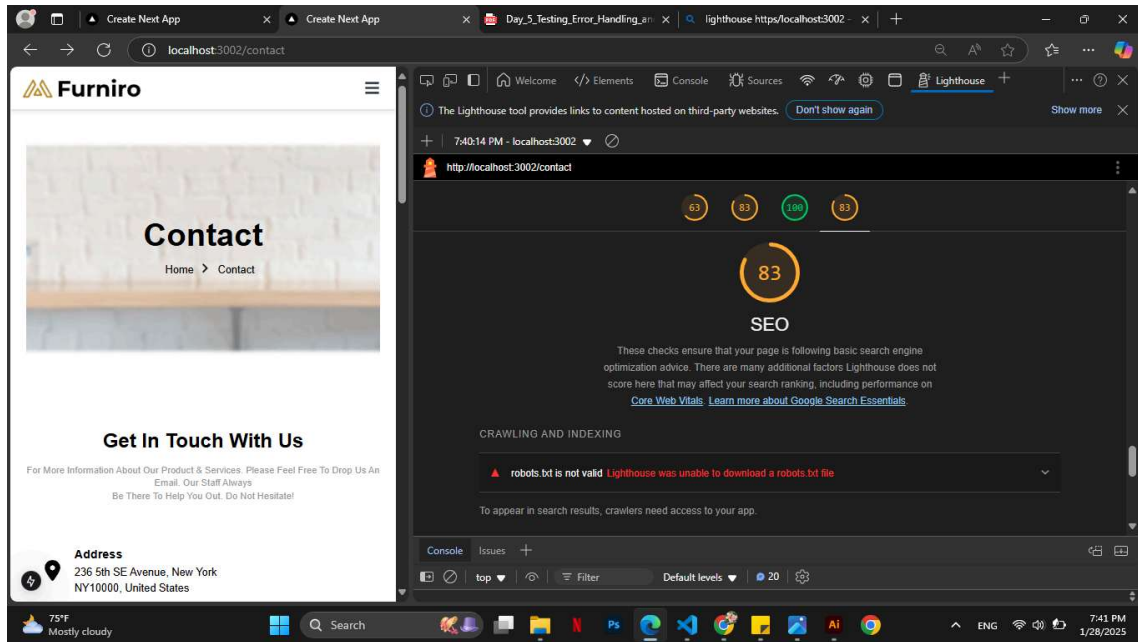 Create Next App
Create Next App
Day_5_Testing_Error_Handling_an
lighthouse https/localhost:3002 -
localhost:3002/contact
Furniro
Contact
Home > Contact
Get In Touch With Us
For More Information About Our Product & Services. Please Feel Free To Drop Us An
Email. Our Staff Always
Be There To Help You Out. Do Not Hesitate!
Address
236 5th SE Avenue, New York
NY10000, United States
Welcome </> Elements Console Sources Lighthouse
The Lighthouse tool provides links to content hosted on third-party websites. Don't show again Show more
7:40:14 PM - localhost:3002
http://localhost:3002/contact
63 83 100 83
83
SEO
These checks ensure that your page is following basic search engine
optimization advice. There are many additional factors Lighthouse does not
score here that may affect your search ranking, including performance on
Core Web Vitals. Learn more about Google Search Essentials.
CRAWLING AND INDEXING
robots.txt is not valid Lighthouse was unable to download a robots.txt file
To appear in search results, crawlers need access to your app.
Console Issues
top Filter Default levels 20
75°F
Mostly cloudy
Search
N Ps Ai
ENG
7:41 PM
1/28/2025